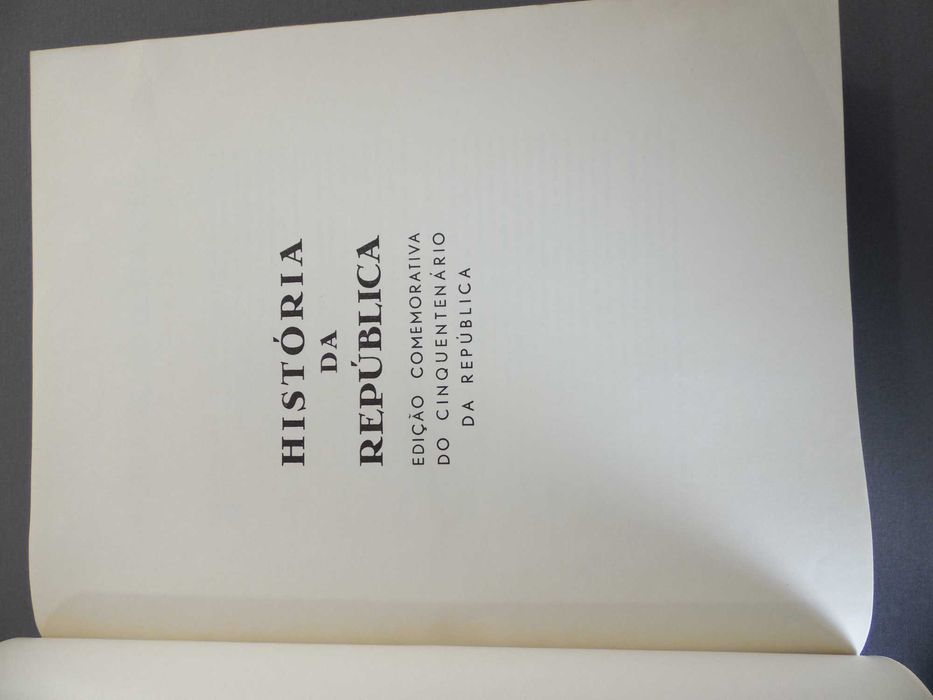 HISTÓRIA
DA
REPÚBLICA
EDIÇÃO COMEMORATIVA
DO CINQUENTENÁRIO
DA REPÚBLICA